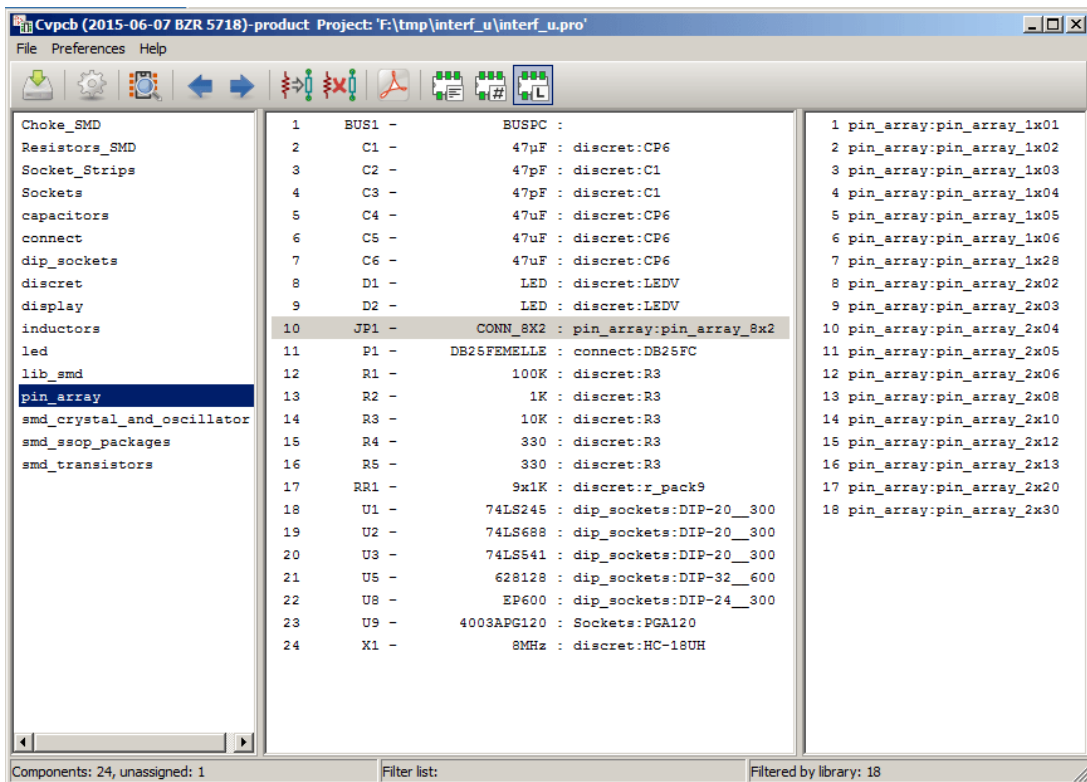 Cvpcb (2015-06-07 BZR 5718)-product Project: 'F:\tmp\interf_u\interf_u.pro'
File Preferences Help
#
L
Choke_SMD
Resistors_SMD
Socket_Strips
Sockets
capacitors
connect
dip_sockets
discret
display
inductors
led
lib_smd
pin_array
smd_crystal_and_oscillator
smd_ssop_packages
smd_transistors
1 BUS1 - BUSPC :
2 C1 - 47µF : discret:CP6
3 C2 - 47pF : discret:C1
4 C3 - 47pF : discret:C1
5 C4 - 47uF : discret:CP6
6 C5 - 47uF : discret:CP6
7 C6 - 47uF : discret:CP6
8 D1 - LED : discret:LEDV
9 D2 - LED : discret:LEDV
10 JP1 - CONN_8X2 : pin_array:pin_array_8x2
11 P1 - DB25FEMELLE : connect:DB25FC
12 R1 - 100K : discret:R3
13 R2 - 1K : discret:R3
14 R3 - 10K : discret:R3
15 R4 - 330 : discret:R3
16 R5 - 330 : discret:R3
17 RR1 - 9x1K : discret:r_pack9
18 U1 - 74LS245 : dip_sockets:DIP-20__300
19 U2 - 74LS688 : dip_sockets:DIP-20__300
20 U3 - 74LS541 : dip_sockets:DIP-20__300
21 U5 - 628128 : dip_sockets:DIP-32__600
22 U8 - EP600 : dip_sockets:DIP-24__300
23 U9 - 4003APG120 : Sockets:PGA120
24 X1 - 8MHz : discret:HC-18UH
1 pin_array:pin_array_1x01
2 pin_array:pin_array_1x02
3 pin_array:pin_array_1x03
4 pin_array:pin_array_1x04
5 pin_array:pin_array_1x05
6 pin_array:pin_array_1x06
7 pin_array:pin_array_1x28
8 pin_array:pin_array_2x02
9 pin_array:pin_array_2x03
10 pin_array:pin_array_2x04
11 pin_array:pin_array_2x05
12 pin_array:pin_array_2x06
13 pin_array:pin_array_2x08
14 pin_array:pin_array_2x10
15 pin_array:pin_array_2x12
16 pin_array:pin_array_2x13
17 pin_array:pin_array_2x20
18 pin_array:pin_array_2x30
Components: 24, unassigned: 1
Filter list:
Filtered by library: 18